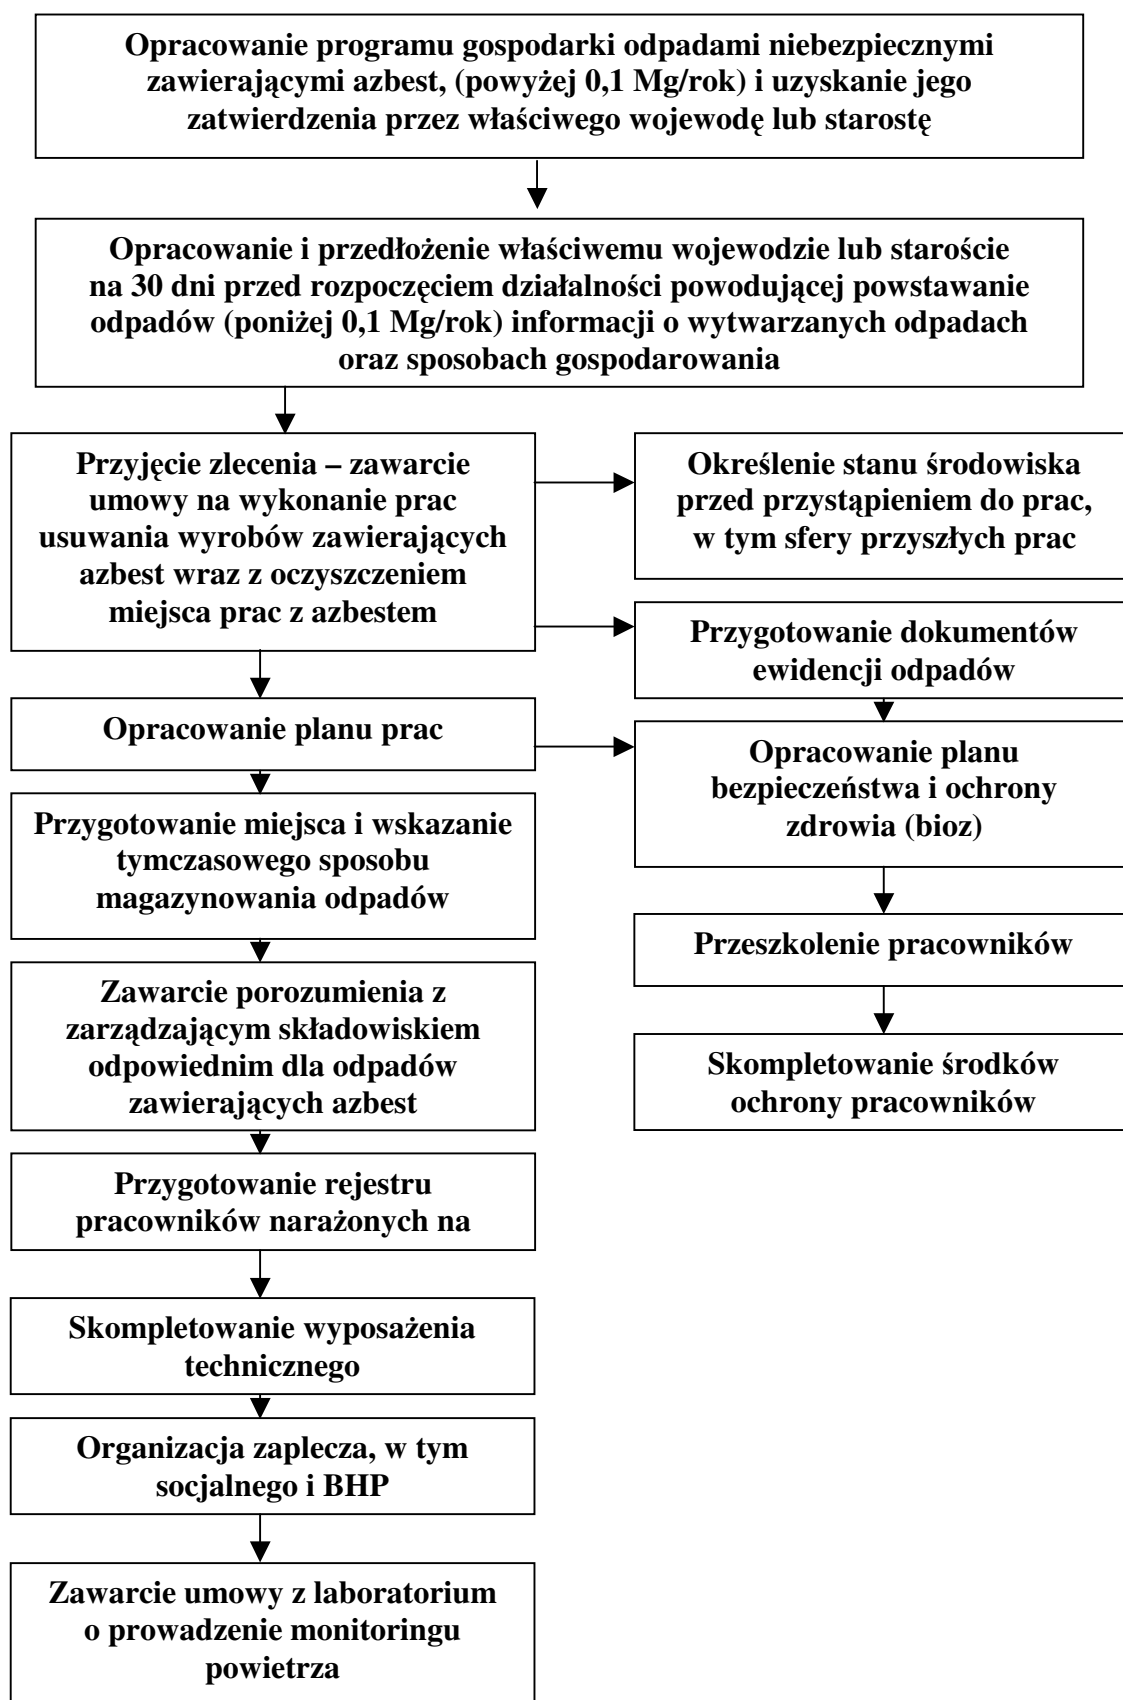 Opracowanie programu gospodarki odpadami niebezpiecznymi
zawierającymi azbest, (powyżej 0,1 Mg/rok) i uzyskanie jego
zatwierdzenia przez właściwego wojewodę lub starostę
Opracowanie i przedłożenie właściwemu wojewodzie lub staroście
na 30 dni przed rozpoczęciem działalności powodującej powstawanie
odpadów (poniżej 0,1 Mg/rok) informacji o wytwarzanych odpadach
oraz sposobach gospodarowania
Przyjęcie zlecenia – zawarcie
umowy na wykonanie prac
usuwania wyrobów zawierających
azbest wraz z oczyszczeniem
miejsca prac z azbestem
Określenie stanu środowiska
przed przystąpieniem do prac,
w tym sfery przyszłych prac
Przygotowanie dokumentów
ewidencji odpadów
Opracowanie planu prac
Opracowanie planu
bezpieczeństwa i ochrony
zdrowia (bioz)
Przygotowanie miejsca i wskazanie
tymczasowego sposobu
magazynowania odpadów
Przeszkolenie pracowników
Zawarcie porozumienia z
zarządzającym składowiskiem
odpowiednim dla odpadów
zawierających azbest
Skompletowanie środków
ochrony pracowników
Przygotowanie rejestru
pracowników narażonych na
Skompletowanie wyposażenia
technicznego
Organizacja zaplecza, w tym
socjalnego i BHP
Zawarcie umowy z laboratorium
o prowadzenie monitoringu
powietrza